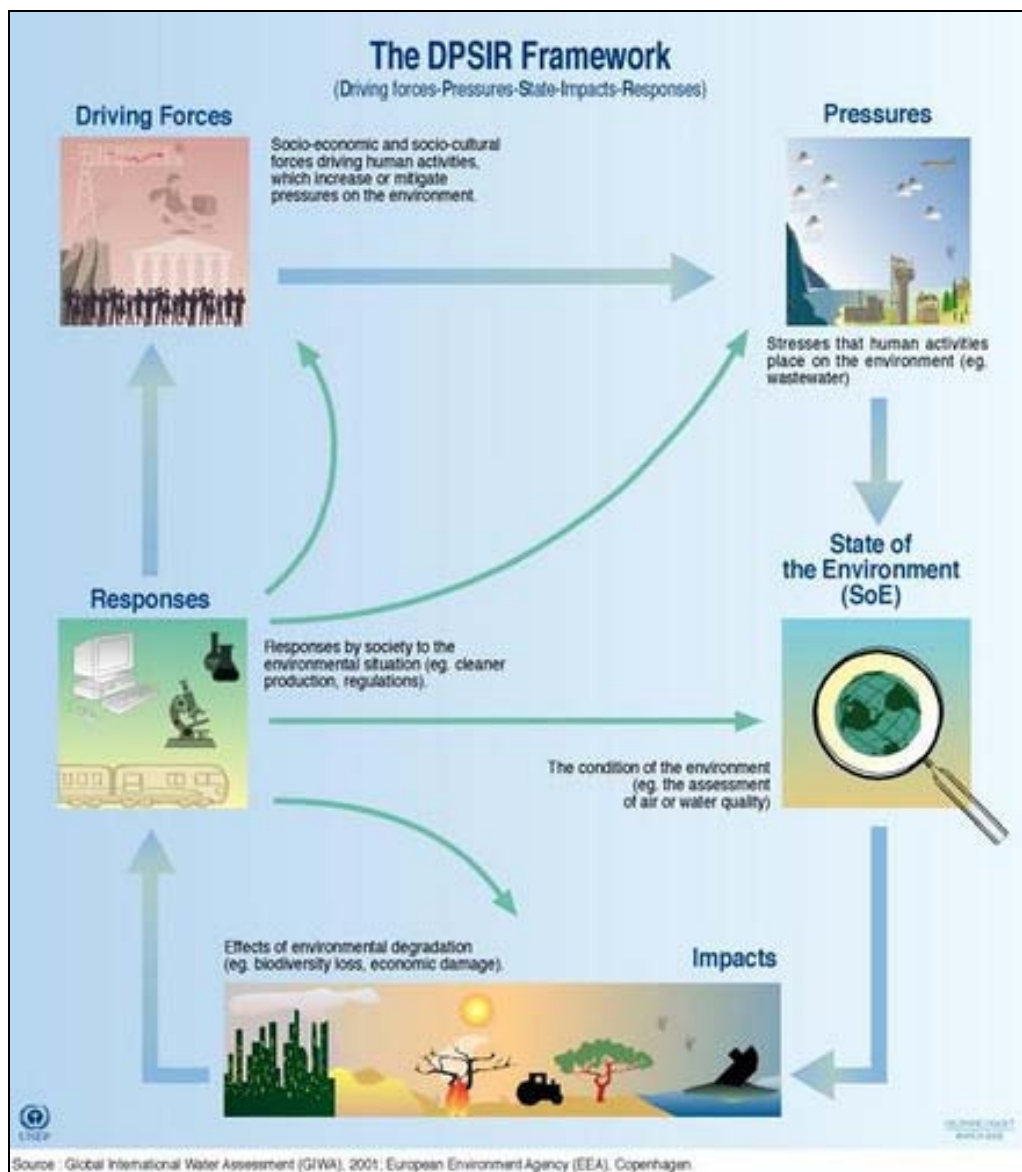 The DPSIR Framework
(Driving forces-Pressures-State-Impacts-Responses)
Driving Forces
Socio-economic and socio-cultural
forces driving human activities,
which increase or mitigate
pressures on the environment.
Pressures
Stresses that human activities
place on the environment (eg.
wastewater)
State of
the Environment
(SoE)
Responses
Responses by society to the
environmental situation (eg. cleaner
production, regulations).
The condition of the environment
(eg. the assessment
of air or water quality)
Effects of environmental degradation
(eg. biodiversity loss, economic damage).
Impacts
UNEP
Source : Global International Water Assessment (GIWA), 2001; European Environment Agency (EEA), Copenhagen.